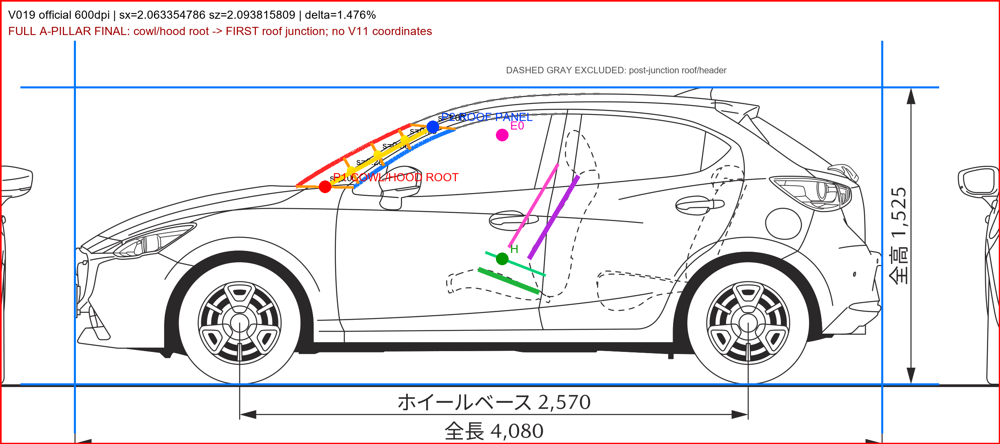 V019 official 600dpi | sx=2.063354786 sz=2.093815809 | delta=1.476%
FULL A-PILLAR FINAL: cowl/hood root -> FIRST roof junction; no V11 coordinates
DASHED GRAY EXCLUDED: post-junction roof/header
P2 ROOF PANEL
E0
P1 COWL/HOOD ROOT
H
全高 1,525
ホイールベース 2,570
全長 4,080